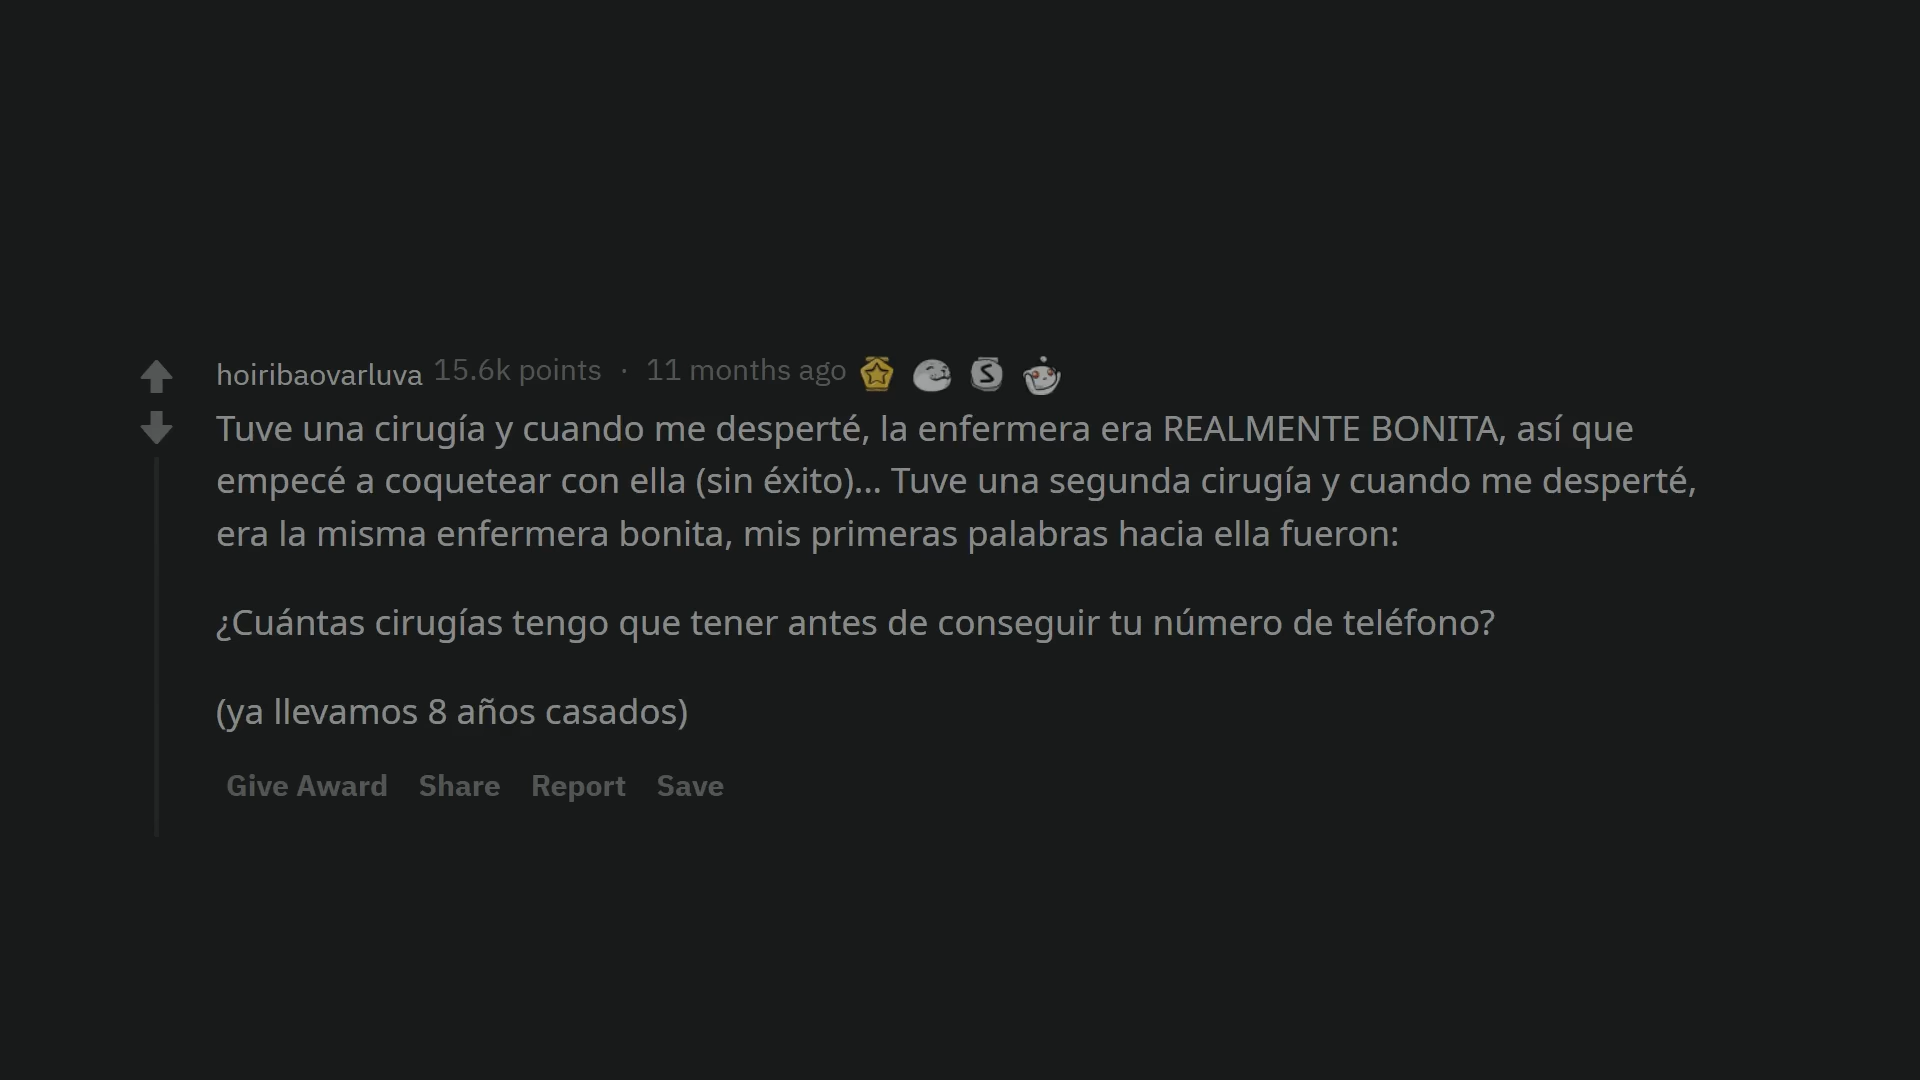 hoiribaovarluva 15.6k points · 11 months ago
Tuve una cirugía y cuando me desperté, la enfermera era REALMENTE BONITA, así que
empecé a coquetear con ella (sin éxito)... Tuve una segunda cirugía y cuando me desperté,
era la misma enfermera bonita, mis primeras palabras hacia ella fueron:
¿Cuántas cirugías tengo que tener antes de conseguir tu número de teléfono?
(ya llevamos 8 años casados)
Give Award Share Report Save